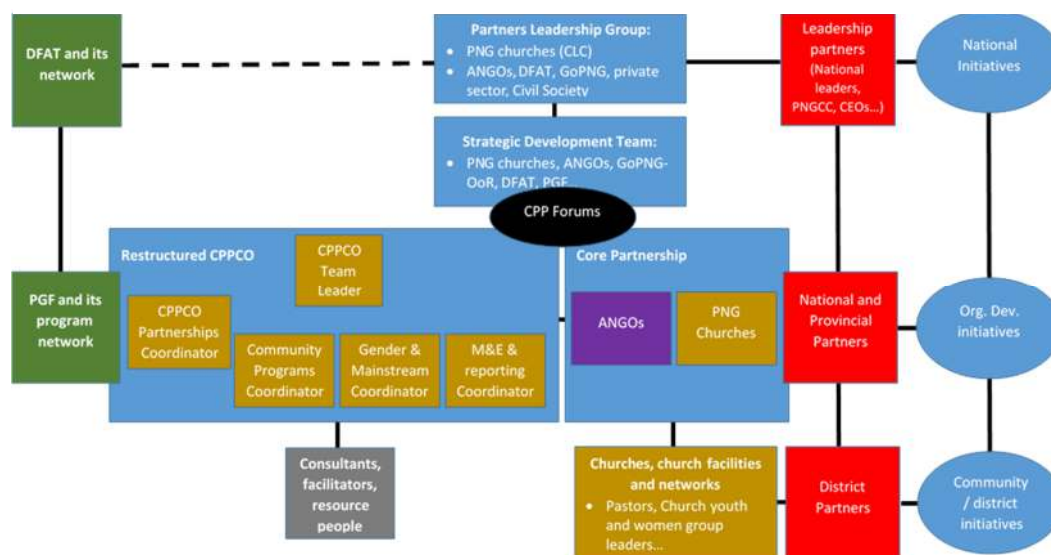 DFAT and its
network
Partners Leadership Group:
• PNG churches (CLC)
• ANGOs, DFAT, GoPNG, private
sector, Civil Society
Leadership
partners
(National
leaders,
PNGCC, CEOs...)
National
Initiatives
Strategic Development Team:
• PNG churches, ANGOs, GoPNG-
OoR, DFAT, PGF
CPP Forums
Restructured CPPCO
CPPCO
Team
Leader
Core Partnership
PGF and its
program
network
CPPCO
Partnerships
Coordinator
Community
Programs
Coordinator
Gender &
Mainstream
Coordinator
M&E &
reporting
Coordinator
ANGOs
PNG
Churches
National and
Provincial
Partners
Org. Dev.
initiatives
Consultants,
facilitators,
resource
people
Churches, church facilities
and networks
• Pastors, Church youth
and women group
leaders...
District
Partners
Community
/ district
initiatives